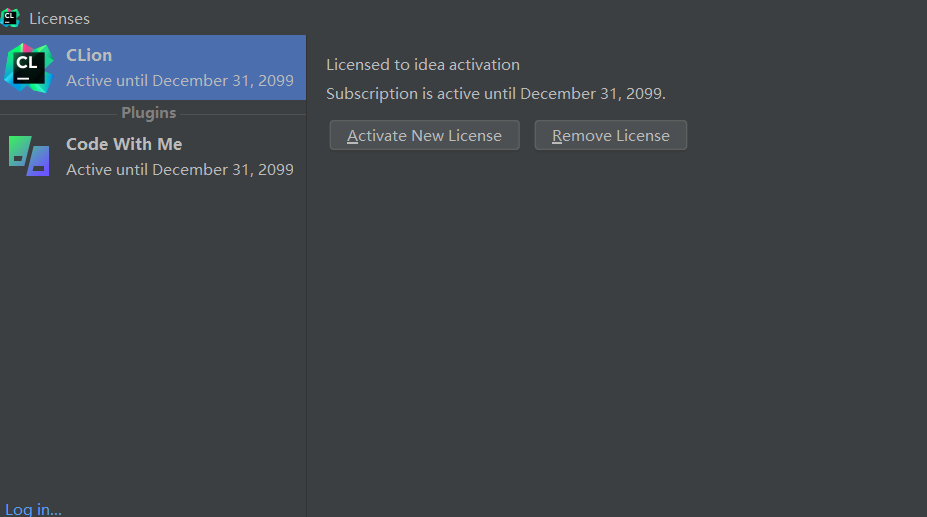 Licenses
CL
CLion
Active until December 31, 2099
Plugins
Code With Me
Active until December 31, 2099
Log in...
Licensed to idea activation
Subscription is active until December 31, 2099.
Activate New License
Remove License